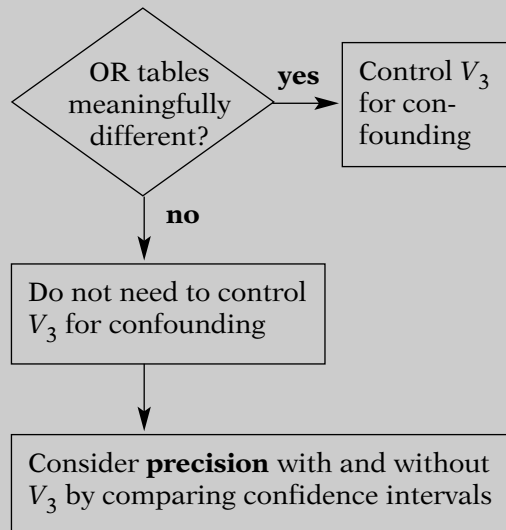 OR tables
meaningfully
different?
yes
Control V₃
for con-
founding
no
Do not need to control
V₃ for confounding
Consider precision with and without
V₃ by comparing confidence intervals